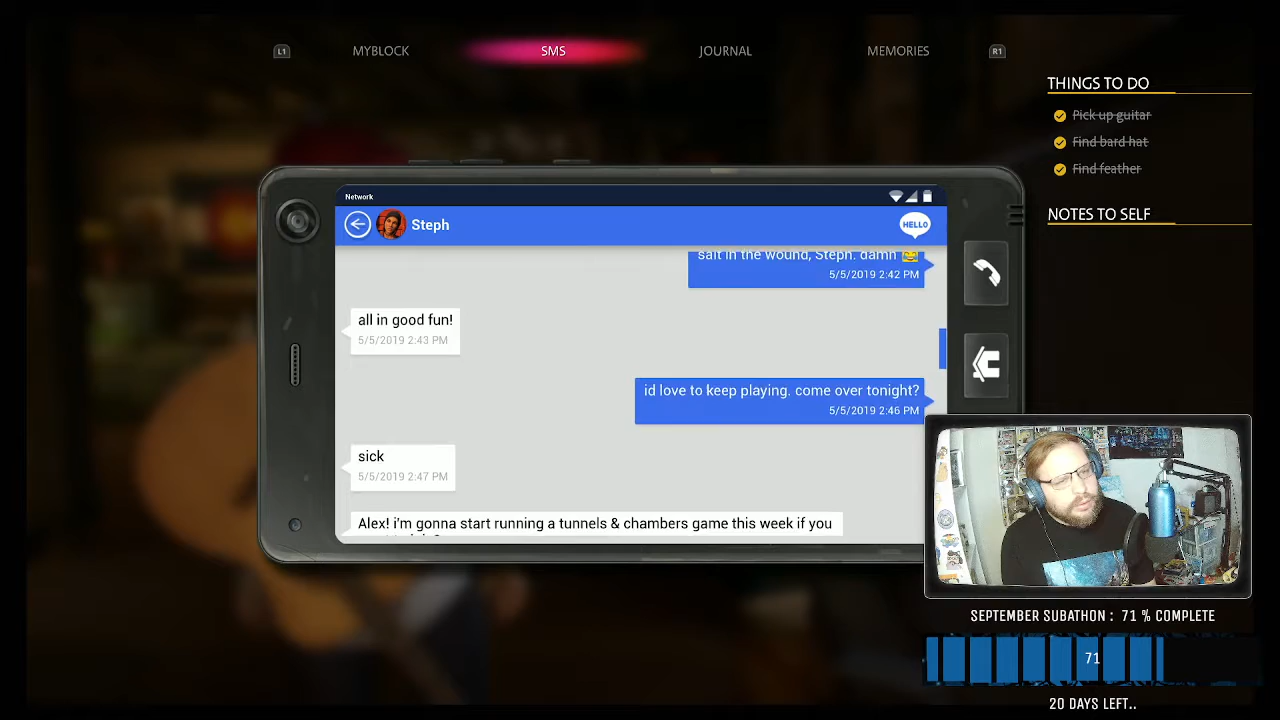 L1
MYBLOCK
SMS
JOURNAL
MEMORIES
R1
THINGS TO DO
Pick up guitar
Find bard hat
Find feather
NOTES TO SELF
Network
Steph
HELLO
salt in the wound, Steph. damn
5/5/2019 2:42 PM
all in good fun!
5/5/2019 2:43 PM
id love to keep playing. come over tonight?
5/5/2019 2:46 PM
sick
5/5/2019 2:47 PM
Alex! i'm gonna start running a tunnels & chambers game this week if you
SEPTEMBER SUBATHON : 71 % COMPLETE
71
20 DAYS LEFT..